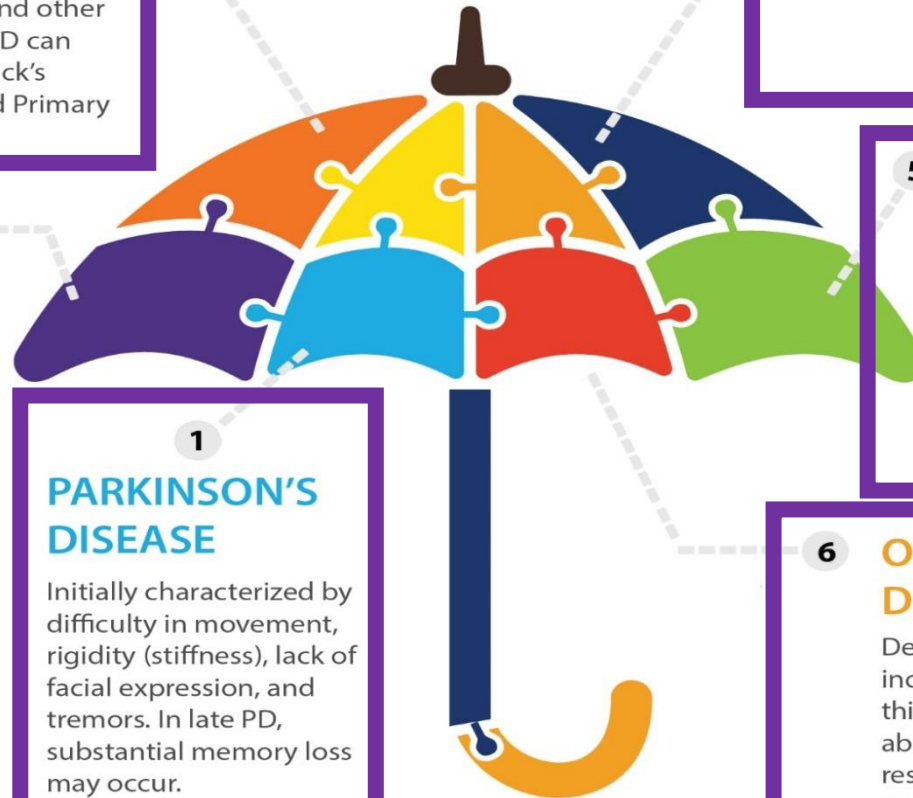 nd other
D can
ck's
d Primary
5
1
PARKINSON'S
DISEASE
Initially characterized by
difficulty in movement,
rigidity (stiffness), lack of
facial expression, and
tremors. In late PD,
substantial memory loss
may occur.
6
O
D
De
inc
thi
ab
res